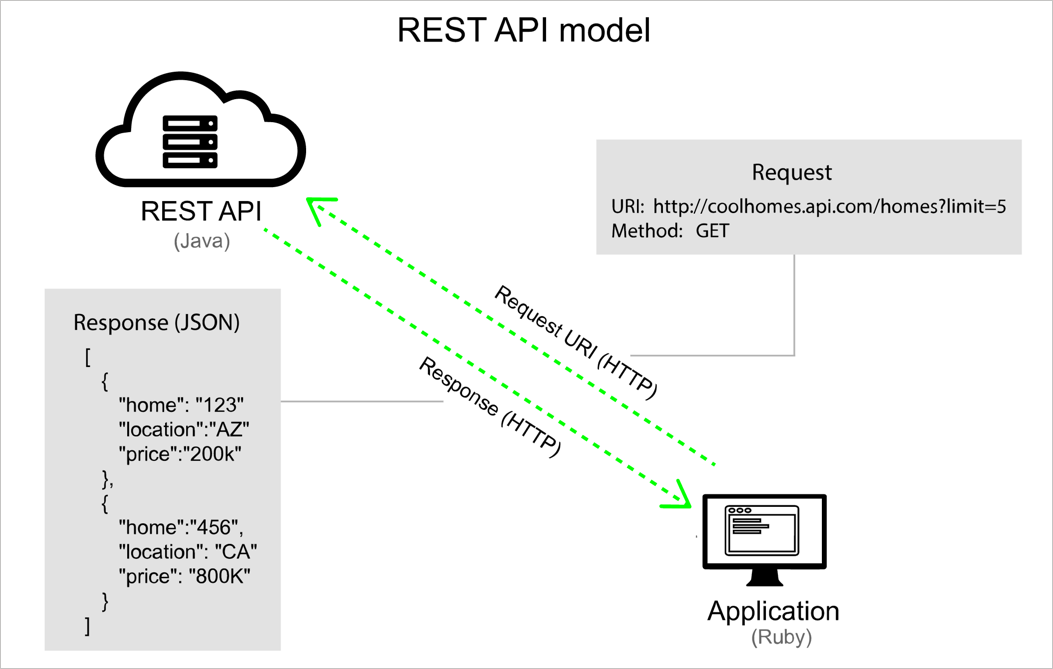 REST API model
REST API
(Java)
Request
URI: http://coolhomes.api.com/homes?limit=5
Method: GET
Request URI (HTTP)
Response (HTTP)
Response (JSON)
[
{
"home": "123"
"location":"AZ"
"price":"200k"
},
{
"home":"456",
"location": "CA"
"price": "800K"
}
]
Application
(Ruby)